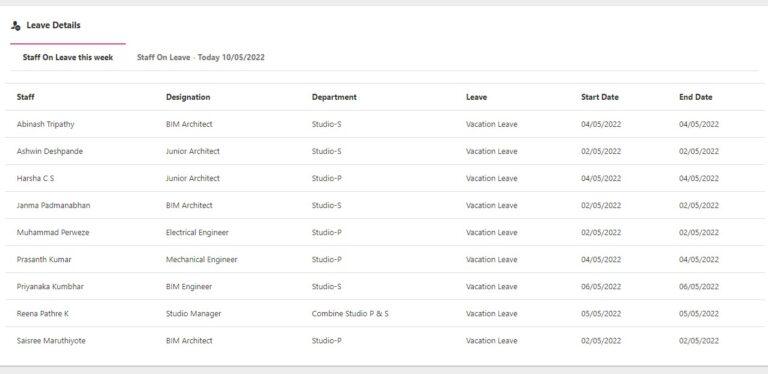 Leave Details
Staff On Leave this week Staff On Leave - Today 10/05/2022
Staff Designation Department Leave Start Date End Date
Abinash Tripathy BIM Architect Studio-S Vacation Leave 04/05/2022 04/05/2022
Ashwin Deshpande Junior Architect Studio-S Vacation Leave 02/05/2022 02/05/2022
Harsha C S Junior Architect Studio-P Vacation Leave 04/05/2022 04/05/2022
Janma Padmanabhan BIM Architect Studio-S Vacation Leave 02/05/2022 02/05/2022
Muhammad Perweze Electrical Engineer Studio-P Vacation Leave 02/05/2022 02/05/2022
Prasanth Kumar Mechanical Engineer Studio-P Vacation Leave 04/05/2022 04/05/2022
Priyanaka Kumbhar BIM Engineer Studio-S Vacation Leave 06/05/2022 06/05/2022
Reena Pathre K Studio Manager Combine Studio P & S Vacation Leave 05/05/2022 05/05/2022
Saisree Maruthiyote BIM Architect Studio-P Vacation Leave 02/05/2022 02/05/2022